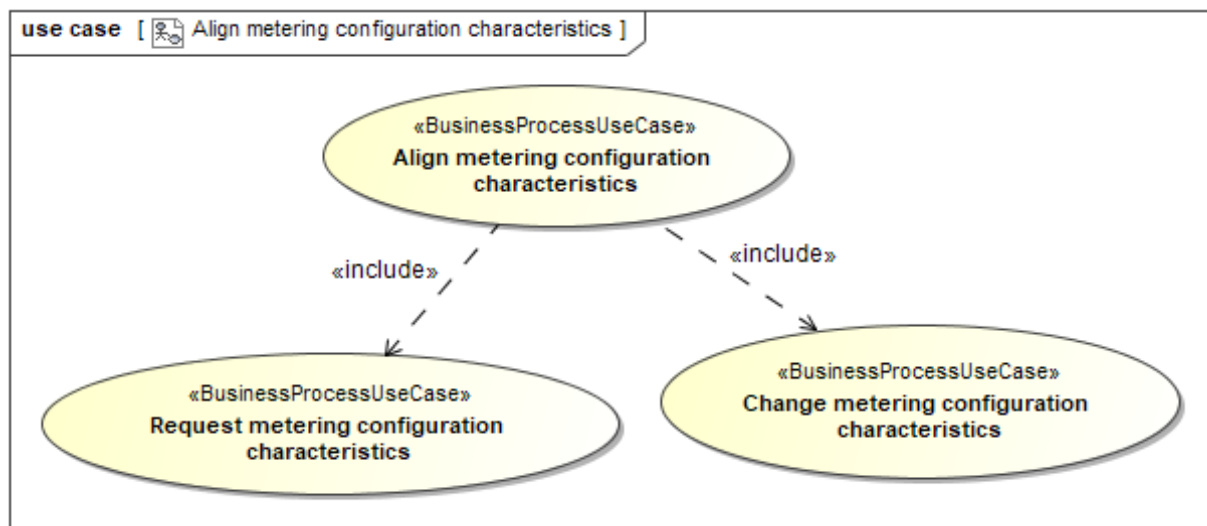 use case [ Align metering configuration characteristics ]
«BusinessProcessUseCase»
Align metering configuration
characteristics
«include»
«include»
«BusinessProcessUseCase»
Request metering configuration
characteristics
«BusinessProcessUseCase»
Change metering configuration
characteristics